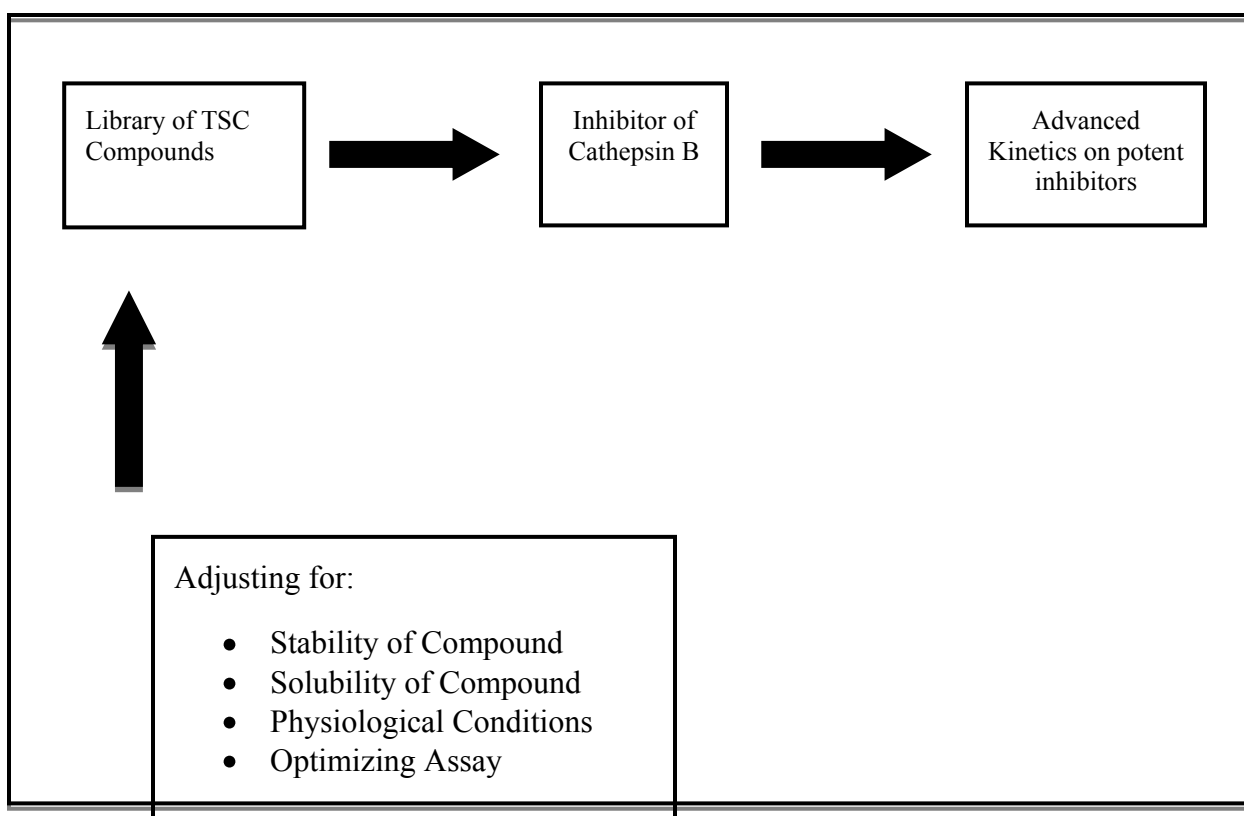 Library of TSC
Compounds
Inhibitor of
Cathepsin B
Advanced
Kinetics on potent
inhibitors
Adjusting for:
• Stability of Compound
• Solubility of Compound
• Physiological Conditions
• Optimizing Assay